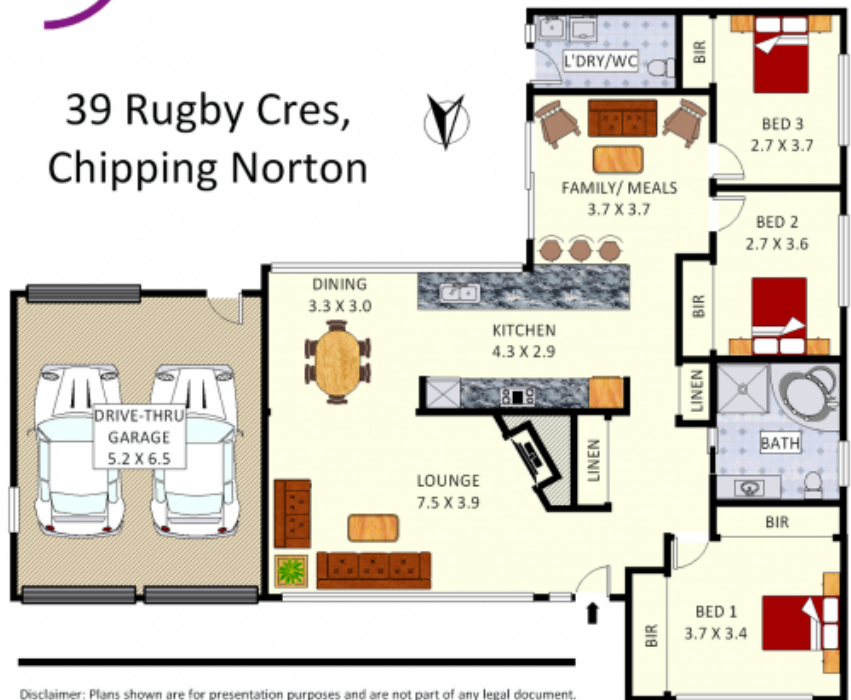 39 Rugby Cres,
Chipping Norton
L'DRY/WC
BIR
BED 3
2.7 X 3.7
FAMILY/ MEALS
3.7 X 3.7
BED 2
2.7 X 3.6
BIR
DINING
3.3 X 3.0
KITCHEN
4.3 X 2.9
LINEN
DRIVE-THRU
GARAGE
5.2 X 6.5
LOUNGE
7.5 X 3.9
LINEN
BATH
BIR
BED 1
3.7 X 3.4
BIR
Disclaimer: Plans shown are for presentation purposes and are not part of any legal document.